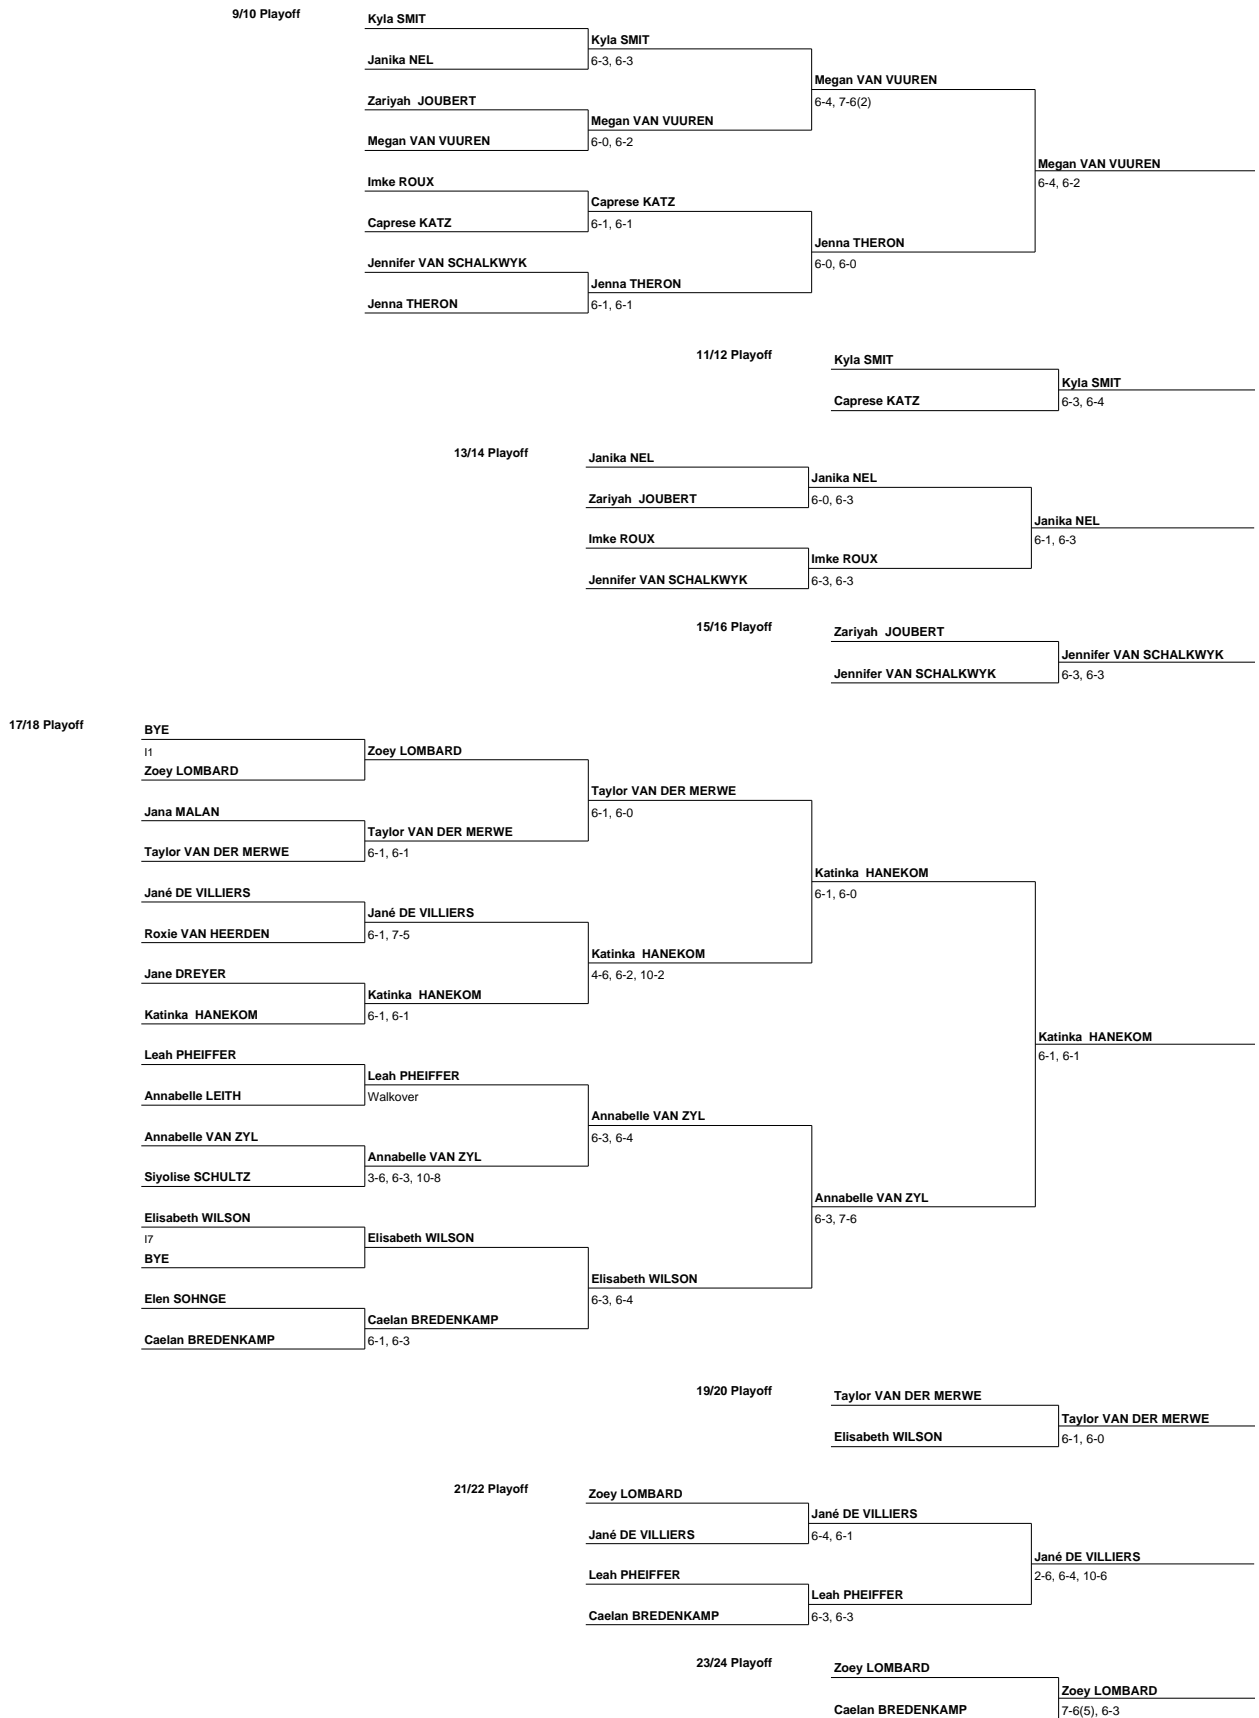 9/10 Playoff
Kyla SMIT
Kyla SMIT
Janika NEL
6-3, 6-3
Megan VAN VUUREN
Zariyah JOUBERT
6-4, 7-6(2)
Megan VAN VUUREN
Megan VAN VUUREN
6-0, 6-2
Megan VAN VUUREN
Imke ROUX
6-4, 6-2
Caprese KATZ
Caprese KATZ
6-1, 6-1
Jenna THERON
Jennifer VAN SCHALKWYK
6-0, 6-0
Jenna THERON
Jenna THERON
6-1, 6-1
11/12 Playoff
Kyla SMIT
Kyla SMIT
Caprese KATZ
6-3, 6-4
13/14 Playoff
Janika NEL
Janika NEL
Zariyah JOUBERT
6-0, 6-3
Janika NEL
Imke ROUX
6-1, 6-3
Imke ROUX
Jennifer VAN SCHALKWYK
6-3, 6-3
15/16 Playoff
Zariyah JOUBERT
Jennifer VAN SCHALKWYK
Jennifer VAN SCHALKWYK
6-3, 6-3
17/18 Playoff
BYE
I1
Zoey LOMBARD
Zoey LOMBARD
Taylor VAN DER MERWE
Jana MALAN
6-1, 6-0
Taylor VAN DER MERWE
Taylor VAN DER MERWE
6-1, 6-1
Katinka HANEKOM
Jané DE VILLIERS
6-1, 6-0
Jané DE VILLIERS
Roxie VAN HEERDEN
6-1, 7-5
Katinka HANEKOM
Jane DREYER
4-6, 6-2, 10-2
Katinka HANEKOM
Katinka HANEKOM
6-1, 6-1
Katinka HANEKOM
Leah PHEIFFER
6-1, 6-1
Leah PHEIFFER
Annabelle LEITH
Walkover
Annabelle VAN ZYL
Annabelle VAN ZYL
6-3, 6-4
Annabelle VAN ZYL
Siyolise SCHULTZ
3-6, 6-3, 10-8
Annabelle VAN ZYL
Elisabeth WILSON
6-3, 7-6
I7
Elisabeth WILSON
BYE
Elisabeth WILSON
Elen SOHNGE
6-3, 6-4
Caelan BREDENKAMP
Caelan BREDENKAMP
6-1, 6-3
19/20 Playoff
Taylor VAN DER MERWE
Taylor VAN DER MERWE
Elisabeth WILSON
6-1, 6-0
21/22 Playoff
Zoey LOMBARD
Jané DE VILLIERS
Jané DE VILLIERS
6-4, 6-1
Jané DE VILLIERS
Leah PHEIFFER
2-6, 6-4, 10-6
Leah PHEIFFER
Caelan BREDENKAMP
6-3, 6-3
23/24 Playoff
Zoey LOMBARD
Zoey LOMBARD
Caelan BREDENKAMP
7-6(5), 6-3